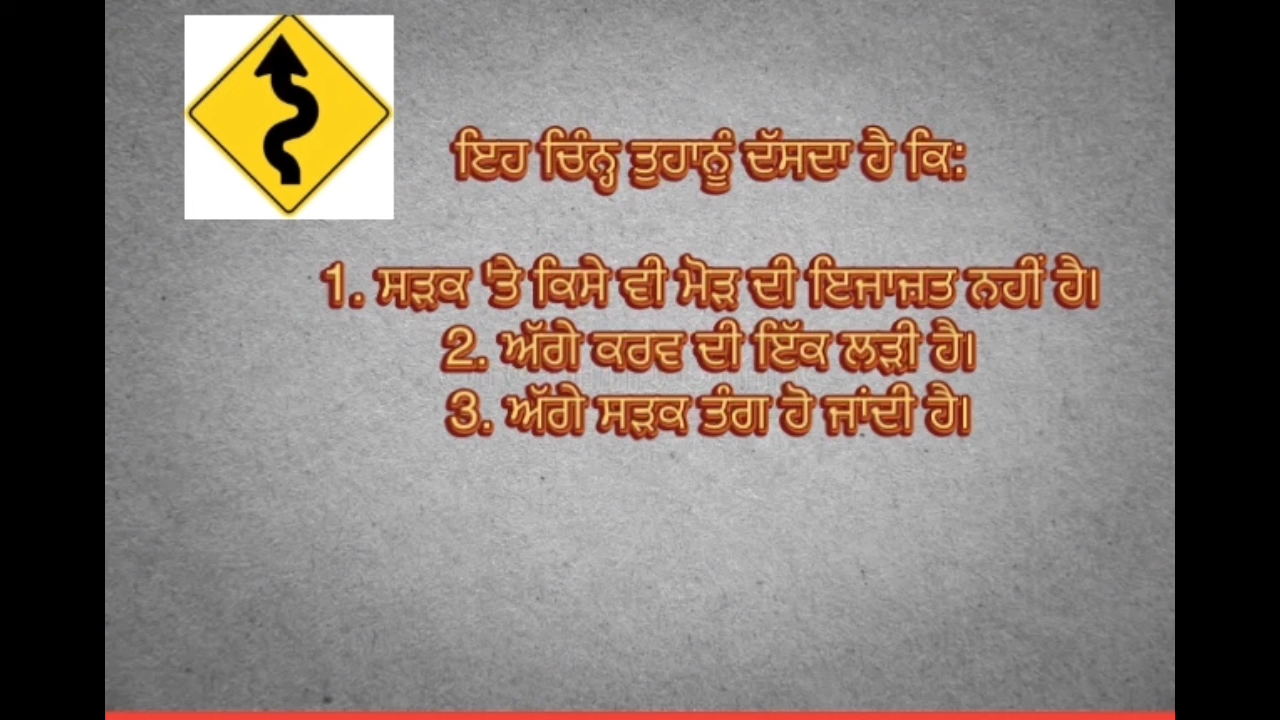 ਇਹ ਚਿੰਨ੍ਹ ਤੁਹਾਨੂੰ ਦੱਸਦਾ ਹੈ ਕਿ:
1. ਸੜਕ 'ਤੇ ਕਿਸੇ ਵੀ ਮੋੜ ਦੀ ਇਜਾਜ਼ਤ ਨਹੀਂ ਹੈ।
2. ਅੱਗੇ ਕਰਵ ਦੀ ਇੱਕ ਲੜੀ ਹੈ।
3. ਅੱਗੇ ਸੜਕ ਤੰਗ ਹੋ ਜਾਂਦੀ ਹੈ।